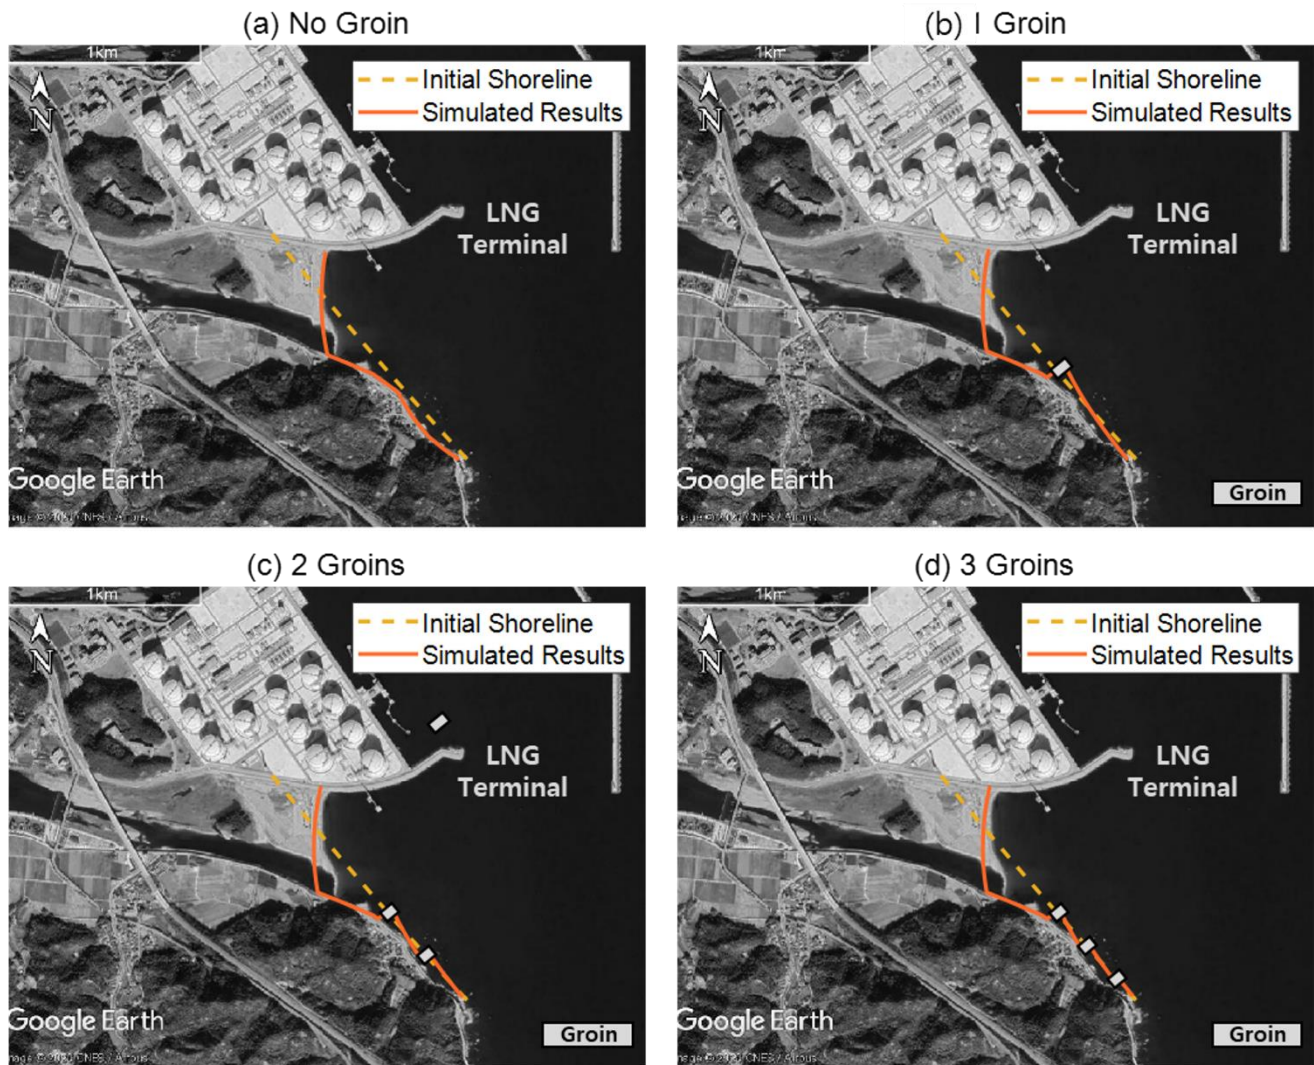 (a) No Groin
1km
Initial Shoreline
Simulated Results
N
LNG
Terminal
Google Earth
(b) 1 Groin
1km
Initial Shoreline
Simulated Results
N
LNG
Terminal
Google Earth
Groin
(c) 2 Groins
1km
Initial Shoreline
Simulated Results
N
LNG
Terminal
Google Earth
Groin
(d) 3 Groins
1km
Initial Shoreline
Simulated Results
N
LNG
Terminal
Google Earth
Groin